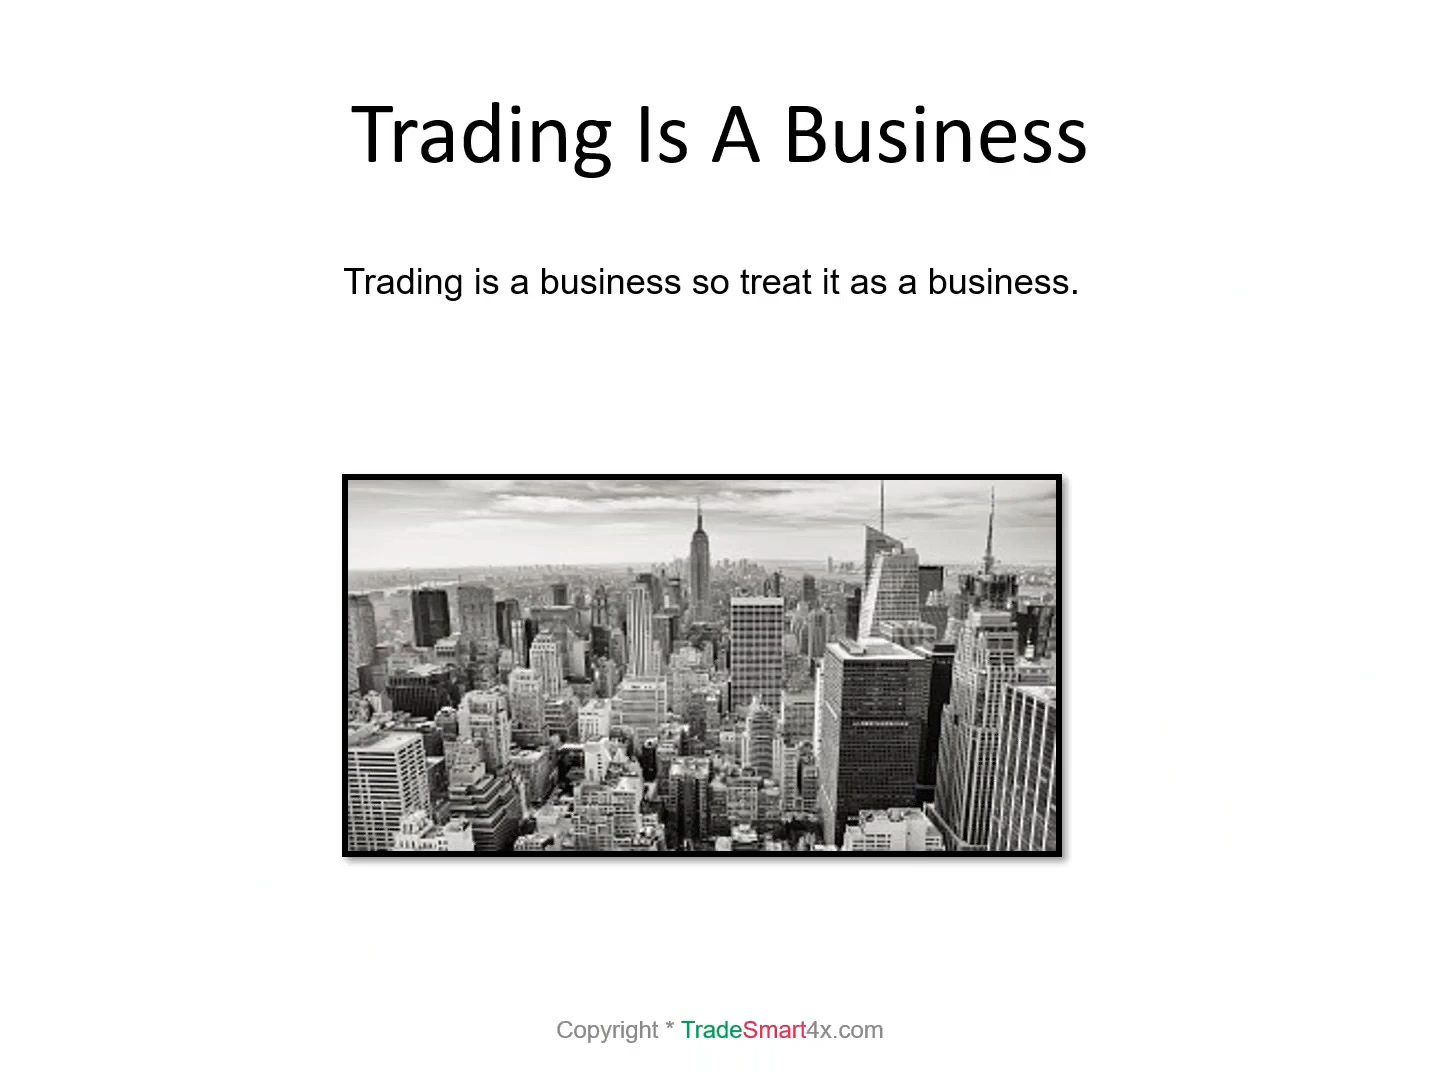 Trading Is A Business
Trading is a business so treat it as a business.
Copyright * TradeSmart4x.com